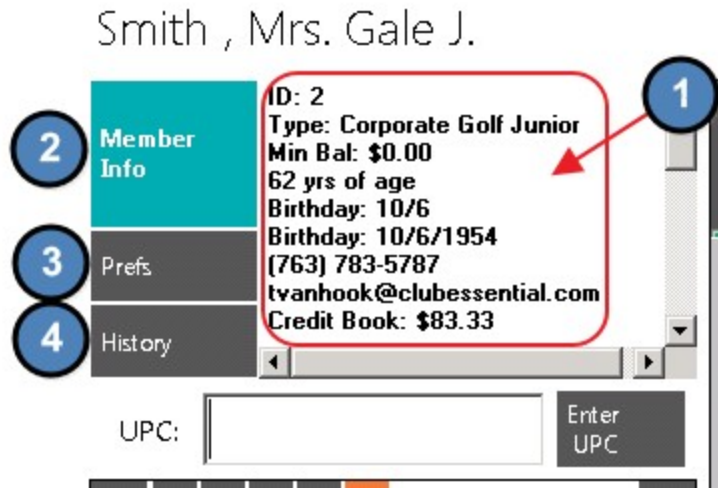 Smith , Mrs. Gale J.
1
2
Member
Info
ID: 2
Type: Corporate Golf Junior
Min Bal: $0.00
62 yrs of age
Birthday: 10/6
Birthday: 10/6/1954
(763) 783-5787
tvanhook@clubessential.com
Credit Book: $83.33
3
Prefs
4
History
UPC:
Enter
UPC